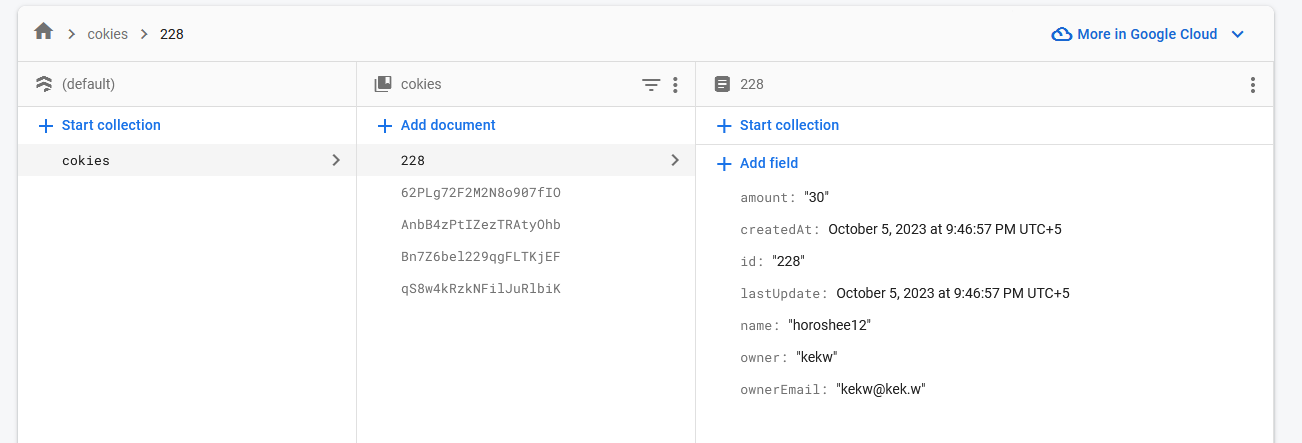 cokies 228
More in Google Cloud
(default)
cokies
228
Start collection
Add document
Start collection
cokies
228
Add field
62PLg72F2M2N8o907fIO
AnbB4zPtIZezTRAtyOhb
Bn7Z6bel229qgFLTKjEF
qS8w4kRzkNFilJuRlbiK
amount: "30"
createdAt: October 5, 2023 at 9:46:57 PM UTC+5
id: "228"
lastUpdate: October 5, 2023 at 9:46:57 PM UTC+5
name: "horoshee12"
owner: "kekw"
ownerEmail: "kekw@kek.w"